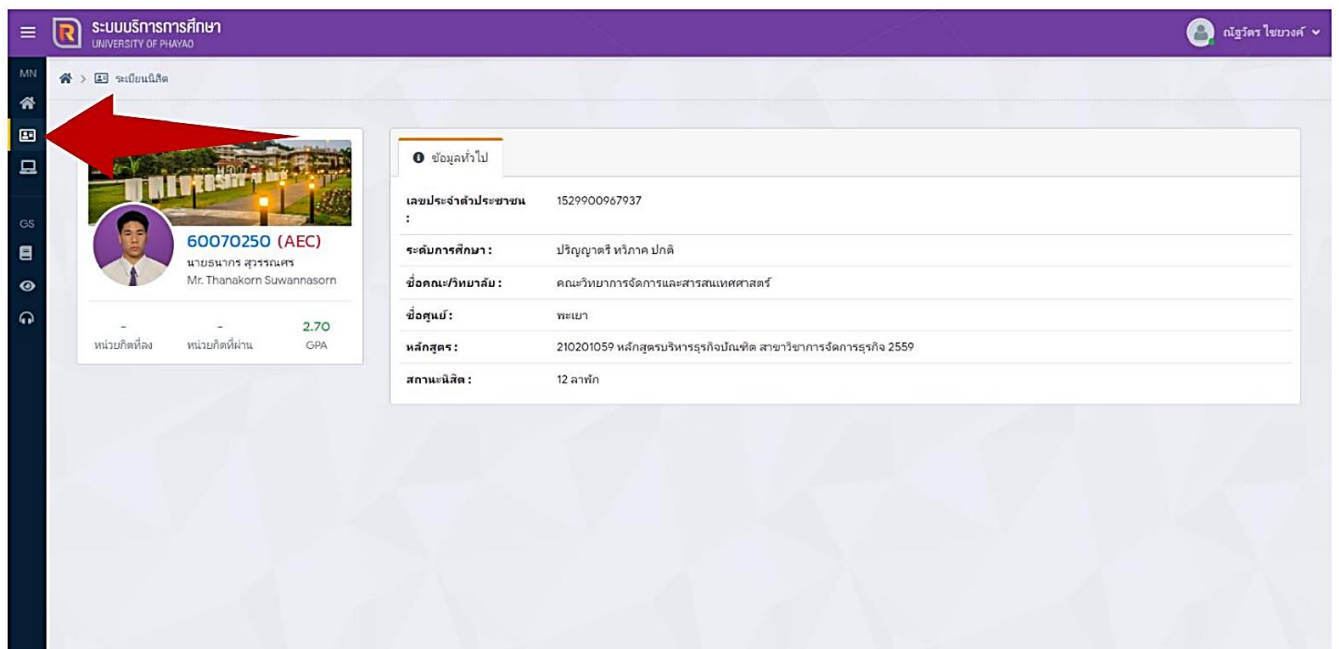 ระบบบริการการศึกษา
UNIVERSITY OF PHAYAO
ณัฐวัตร ไชยวงค์
MN
ระเบียนนิสิต
GS
UNIVERSITY
60070250 (AEC)
นายธนากร สุวรรณศร
Mr. Thanakorn Suwannasorn
- - 2.70
หน่วยกิตที่ลง หน่วยกิตที่ผ่าน GPA
ข้อมูลทั่วไป
เลขประจำตัวประชาชน : 1529900967937
ระดับการศึกษา : ปริญญาตรี ทวิภาค ปกติ
ชื่อคณะ/วิทยาลัย : คณะวิทยาการจัดการและสารสนเทศศาสตร์
ชื่อศูนย์ : พะเยา
หลักสูตร : 210201059 หลักสูตรบริหารธุรกิจบัณฑิต สาขาวิชาการจัดการธุรกิจ 2559
สถานะนิสิต : 12 ลาพัก